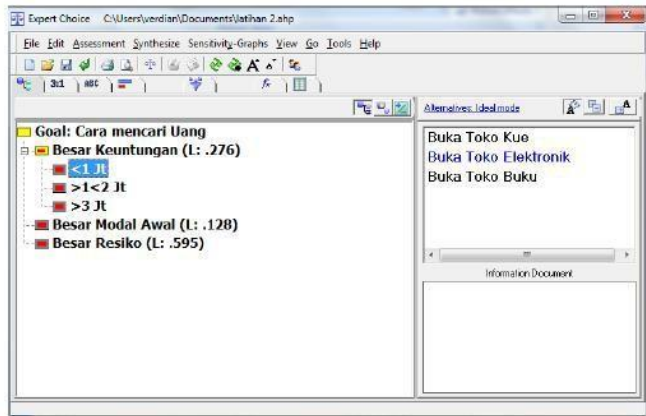 Expert Choice C:\Users\verdian\Documents\latihan 2.ahp
File Edit Assessment Synthesize Sensitivity-Graphs View Go Tools Help
3:1 ABC
Alternatives: Ideal mode
Goal: Cara mencari Uang
Besar Keuntungan (L: .276)
<1 Jt
>1<2 Jt
>3 Jt
Besar Modal Awal (L: .128)
Besar Resiko (L: .595)
Buka Toko Kue
Buka Toko Elektronik
Buka Toko Buku
Information Document